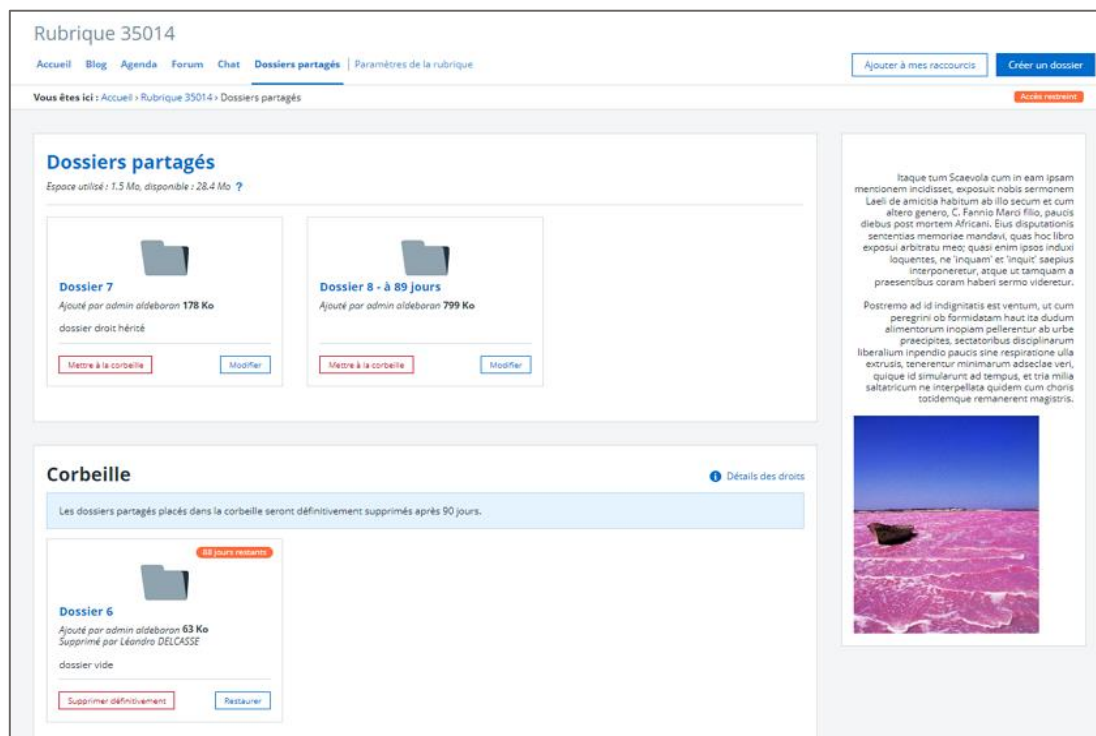 Rubrique 35014
Accueil Blog Agenda Forum Chat Dossiers partagés | Paramètres de la rubrique
Ajouter à mes raccourcis
Créer un dossier
Vous êtes ici : Accueil › Rubrique 35014 › Dossiers partagés
Accès restreint
Dossiers partagés
Espace utilisé : 1.5 Mo, disponible : 28.4 Mo ?
Dossier 7
Ajouté par admin aldebaran 178 Ko
dossier droit hérité
Mettre à la corbeille
Modifier
Dossier 8 - à 89 jours
Ajouté par admin aldebaran 799 Ko
Mettre à la corbeille
Modifier
Corbeille
Détails des droits
Les dossiers partagés placés dans la corbeille seront définitivement supprimés après 90 jours.
88 jours restants
Dossier 6
Ajouté par admin aldebaran 63 Ko
Supprimé par Léandro DELCASSE
dossier vide
Supprimer définitivement
Restaurer
Itaque tum Scaevola cum in eam ipsam
mentionem incidisset, exposuit nobis sermonem
Laeli de amicitia habitum ab illo secum et cum
altero genero, C. Fannio Marci filio, paucis
diebus post mortem Africani. Eius disputationis
sententias memoriae mandavi, quas hoc libro
exposui arbitratu meo; quasi enim ipsos induxi
loquentes, ne 'inquam' et 'inquit' saepius
interponeretur, atque ut tamquam a
praesentibus coram haberi sermo videretur.
Postremo ad id indignitatis est ventum, ut cum
peregrini ob formidatam haut ita dudum
alimentorum inopiam pellerentur ab urbe
praecipites, sectatoribus disciplinarum
liberalium inpendio paucis sine respiratione ulla
extrusis, tenerentur minimarum adseclae veri,
quique id simularunt ad tempus, et tria milia
saltatricum ne interpellata quidem cum choris
totidemque remanerent magistris.